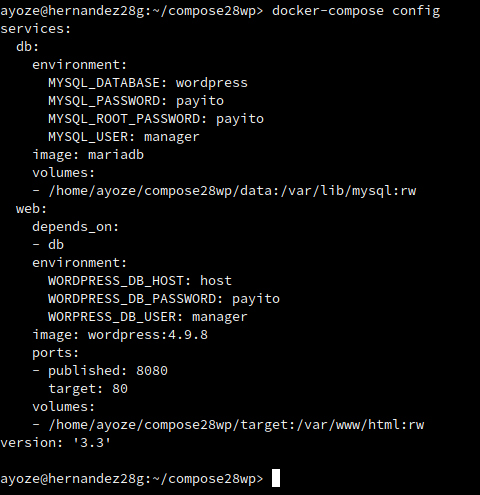 ayoze@hernandez28g:~/compose28wp> docker-compose config
services:
  db:
    environment:
      MYSQL_DATABASE: wordpress
      MYSQL_PASSWORD: payito
      MYSQL_ROOT_PASSWORD: payito
      MYSQL_USER: manager
    image: mariadb
    volumes:
    - /home/ayoze/compose28wp/data:/var/lib/mysql:rw
  web:
    depends_on:
    - db
    environment:
      WORDPRESS_DB_HOST: host
      WORDPRESS_DB_PASSWORD: payito
      WORPRESS_DB_USER: manager
    image: wordpress:4.9.8
    ports:
    - published: 8080
      target: 80
    volumes:
    - /home/ayoze/compose28wp/target:/var/www/html:rw
version: '3.3'

ayoze@hernandez28g:~/compose28wp>